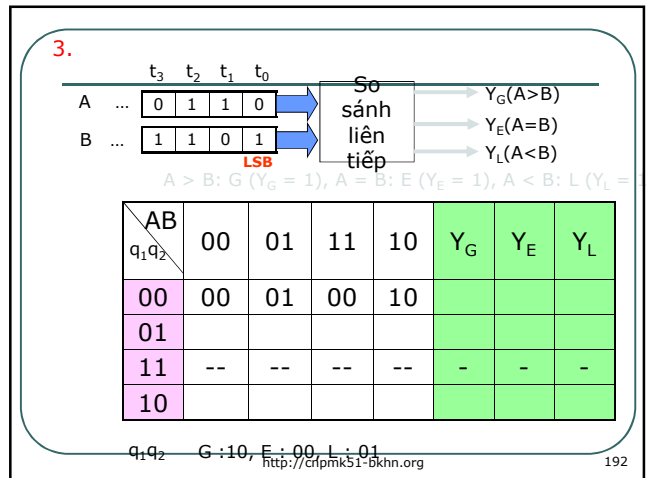 3.
t3 t2 t1 t0
A ... 0 1 1 0
B ... 1 1 0 1
LSB
So
sánh
liên
tiếp
YG(A>B)
YE(A=B)
YL(A<B)
A > B: G (YG = 1), A = B: E (YE = 1), A < B: L (YL = 1
AB
q1q2
00 01 11 10 YG YE YL
00 00 01 00 10
01
11 -- -- -- -- - - -
10
q1q2 G :10, E : 00, L : 01
http://cnpmk51-bkhn.org
192